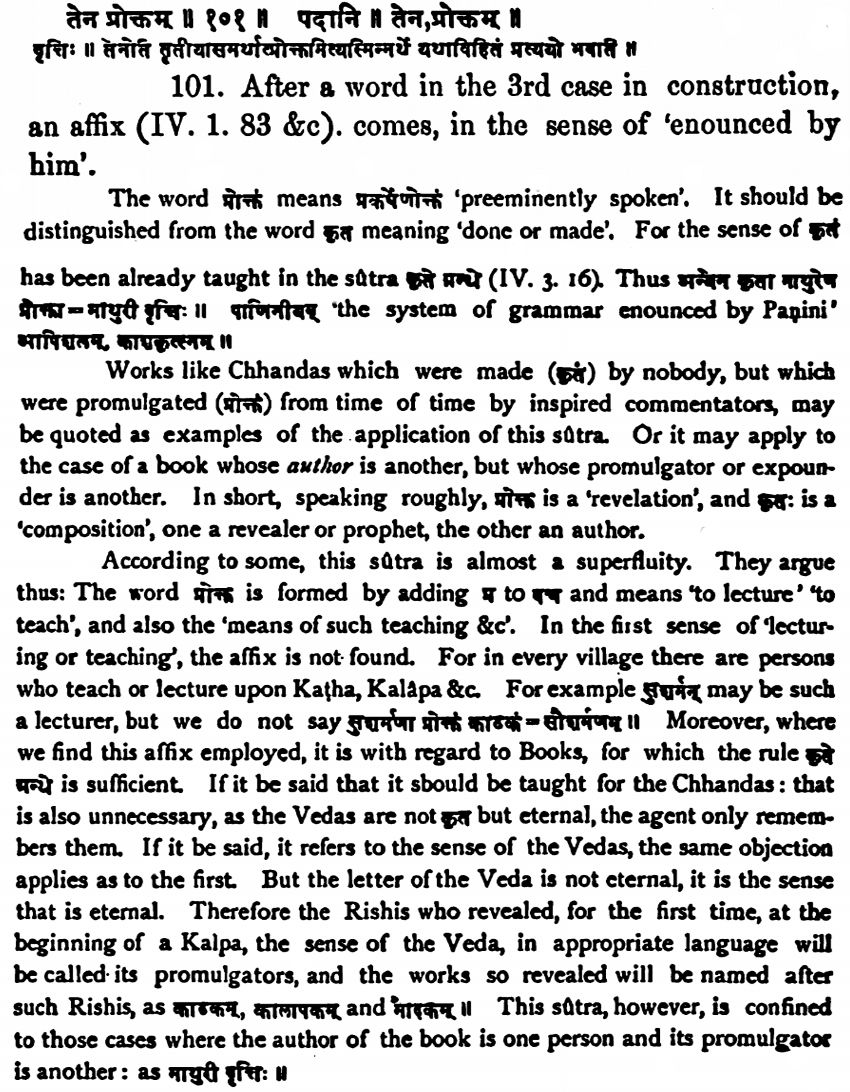 तेन प्रोक्तम् ॥ १०१ ॥ पदानि ॥ तेन, प्रोक्तम् ॥
वृत्तिः ॥ तेनेति तृतीयासमर्थात्प्रोक्तमित्यस्मिन्नर्थे यथाविहितं प्रत्ययो भवति ॥
101. After a word in the 3rd case in construction,
an affix (IV. 1. 83 &c). comes, in the sense of 'enounced by
him'.
The word प्रोक्तं means प्रकर्षेणोक्तं 'preeminently spoken'. It should be
distinguished from the word कृत meaning 'done or made'. For the sense of कृतं
has been already taught in the sûtra कृते ग्रन्थे (IV. 3. 16). Thus अन्येन कृता माथुरेण
प्रोक्ता = माथुरी वृत्तिः ॥ पाणिनीयम् 'the system of grammar enounced by Paṇini'
आपिशलम्, काशकृत्स्नम् ॥
Works like Chhandas which were made (कृतं) by nobody, but which
were promulgated (प्रोक्तं) from time of time by inspired commentators, may
be quoted as examples of the application of this sûtra. Or it may apply to
the case of a book whose author is another, but whose promulgator or expoun-
der is another. In short, speaking roughly, प्रोक्त is a 'revelation', and कृतः is a
'composition', one a revealer or prophet, the other an author.
According to some, this sûtra is almost a superfluity. They argue
thus: The word प्रोक्त is formed by adding प्र to वच and means 'to lecture' 'to
teach', and also the 'means of such teaching &c'. In the first sense of 'lectur-
ing or teaching', the affix is not found. For in every village there are persons
who teach or lecture upon Kaṭha, Kalâpa &c. For example सुशर्मन् may be such
a lecturer, but we do not say सुशर्मणा प्रोक्तं काठकं = सौशर्मणम् ॥ Moreover, where
we find this affix employed, it is with regard to Books, for which the rule कृते
ग्रन्थे is sufficient. If it be said that it sbould be taught for the Chhandas : that
is also unnecessary, as the Vedas are not कृत but eternal, the agent only remem-
bers them. If it be said, it refers to the sense of the Vedas, the same objection
applies as to the first. But the letter of the Veda is not eternal, it is the sense
that is eternal. Therefore the Rishis who revealed, for the first time, at the
beginning of a Kalpa, the sense of the Veda, in appropriate language will
be called its promulgators, and the works so revealed will be named after
such Rishis, as काठकम्, कालापकम् and मौदकम् ॥ This sûtra, however, is confined
to those cases where the author of the book is one person and its promulgator
is another : as माथुरी वृत्तिः ॥